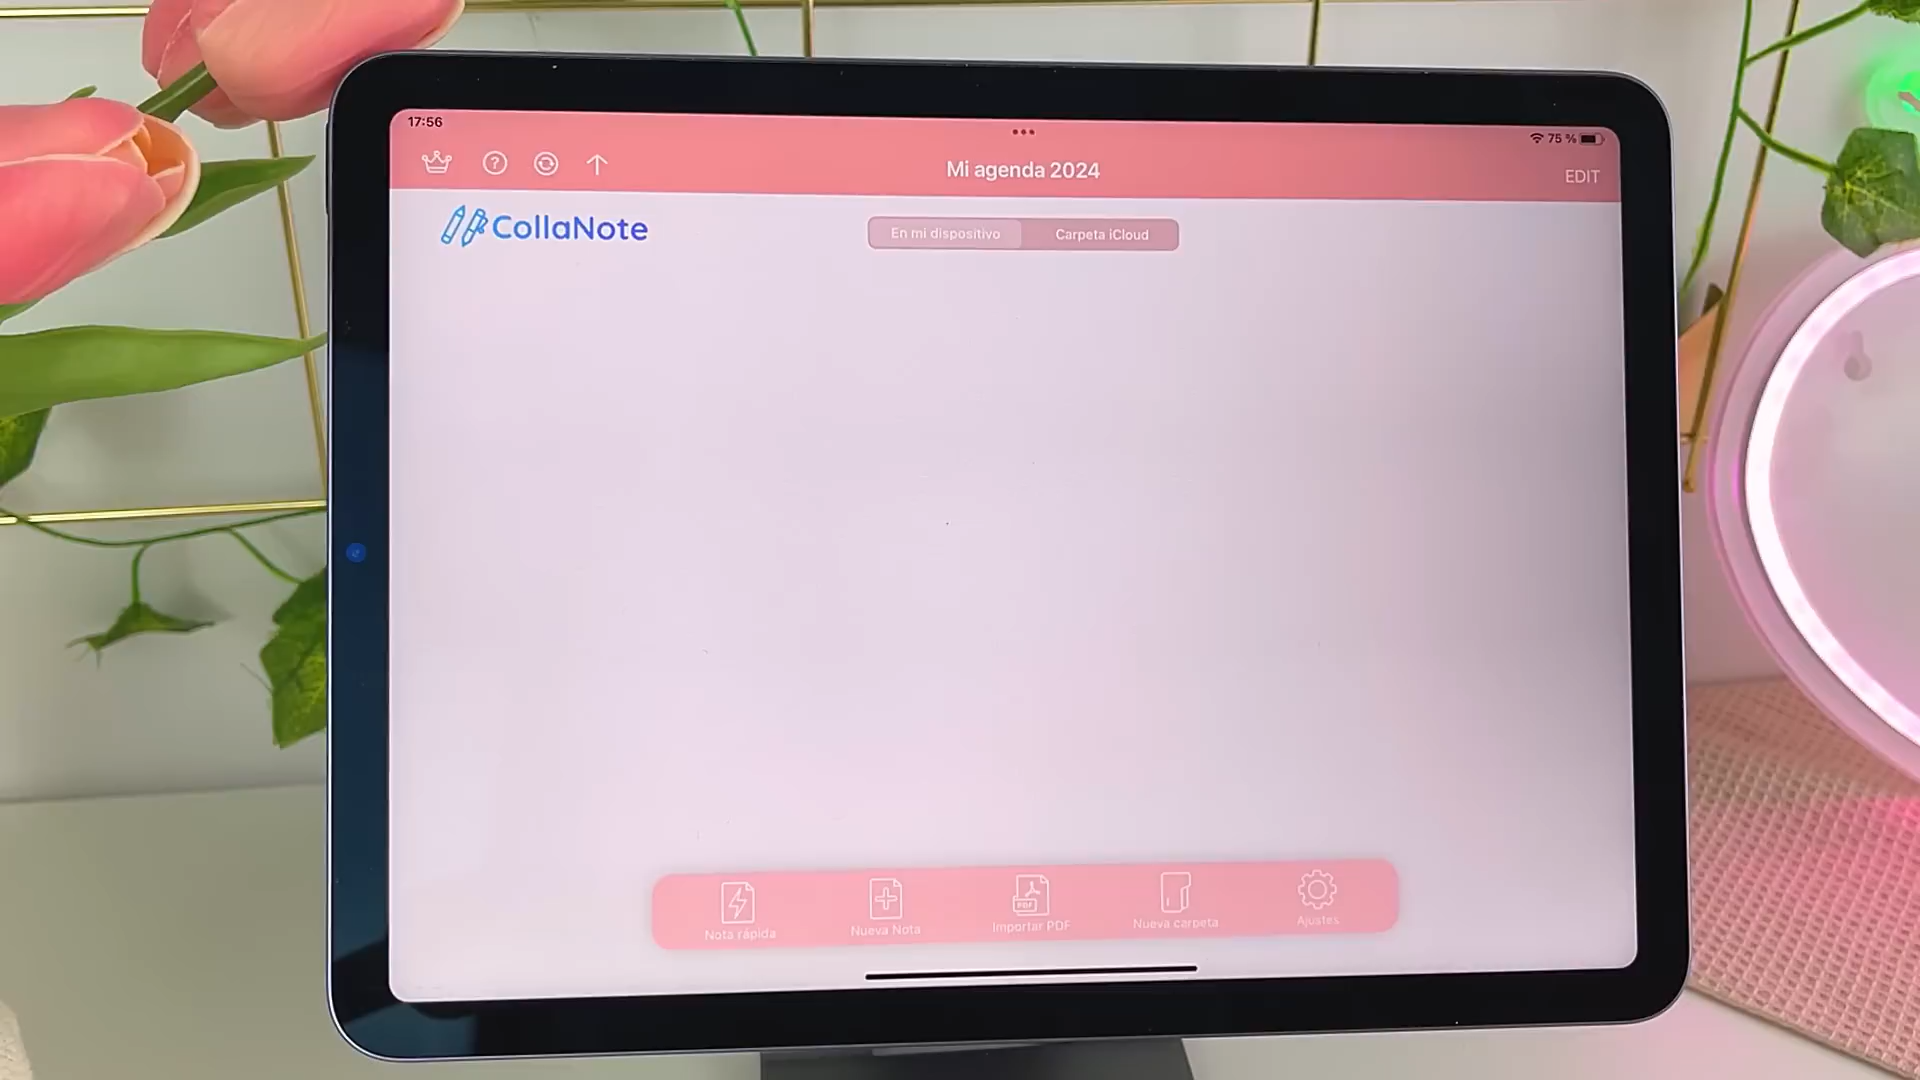 17:56
75 %
Mi agenda 2024
EDIT
CollaNote
En mi dispositivo
Carpeta iCloud
PDF
Nota rápida
Nueva Nota
Importar PDF
Nueva carpeta
Ajustes